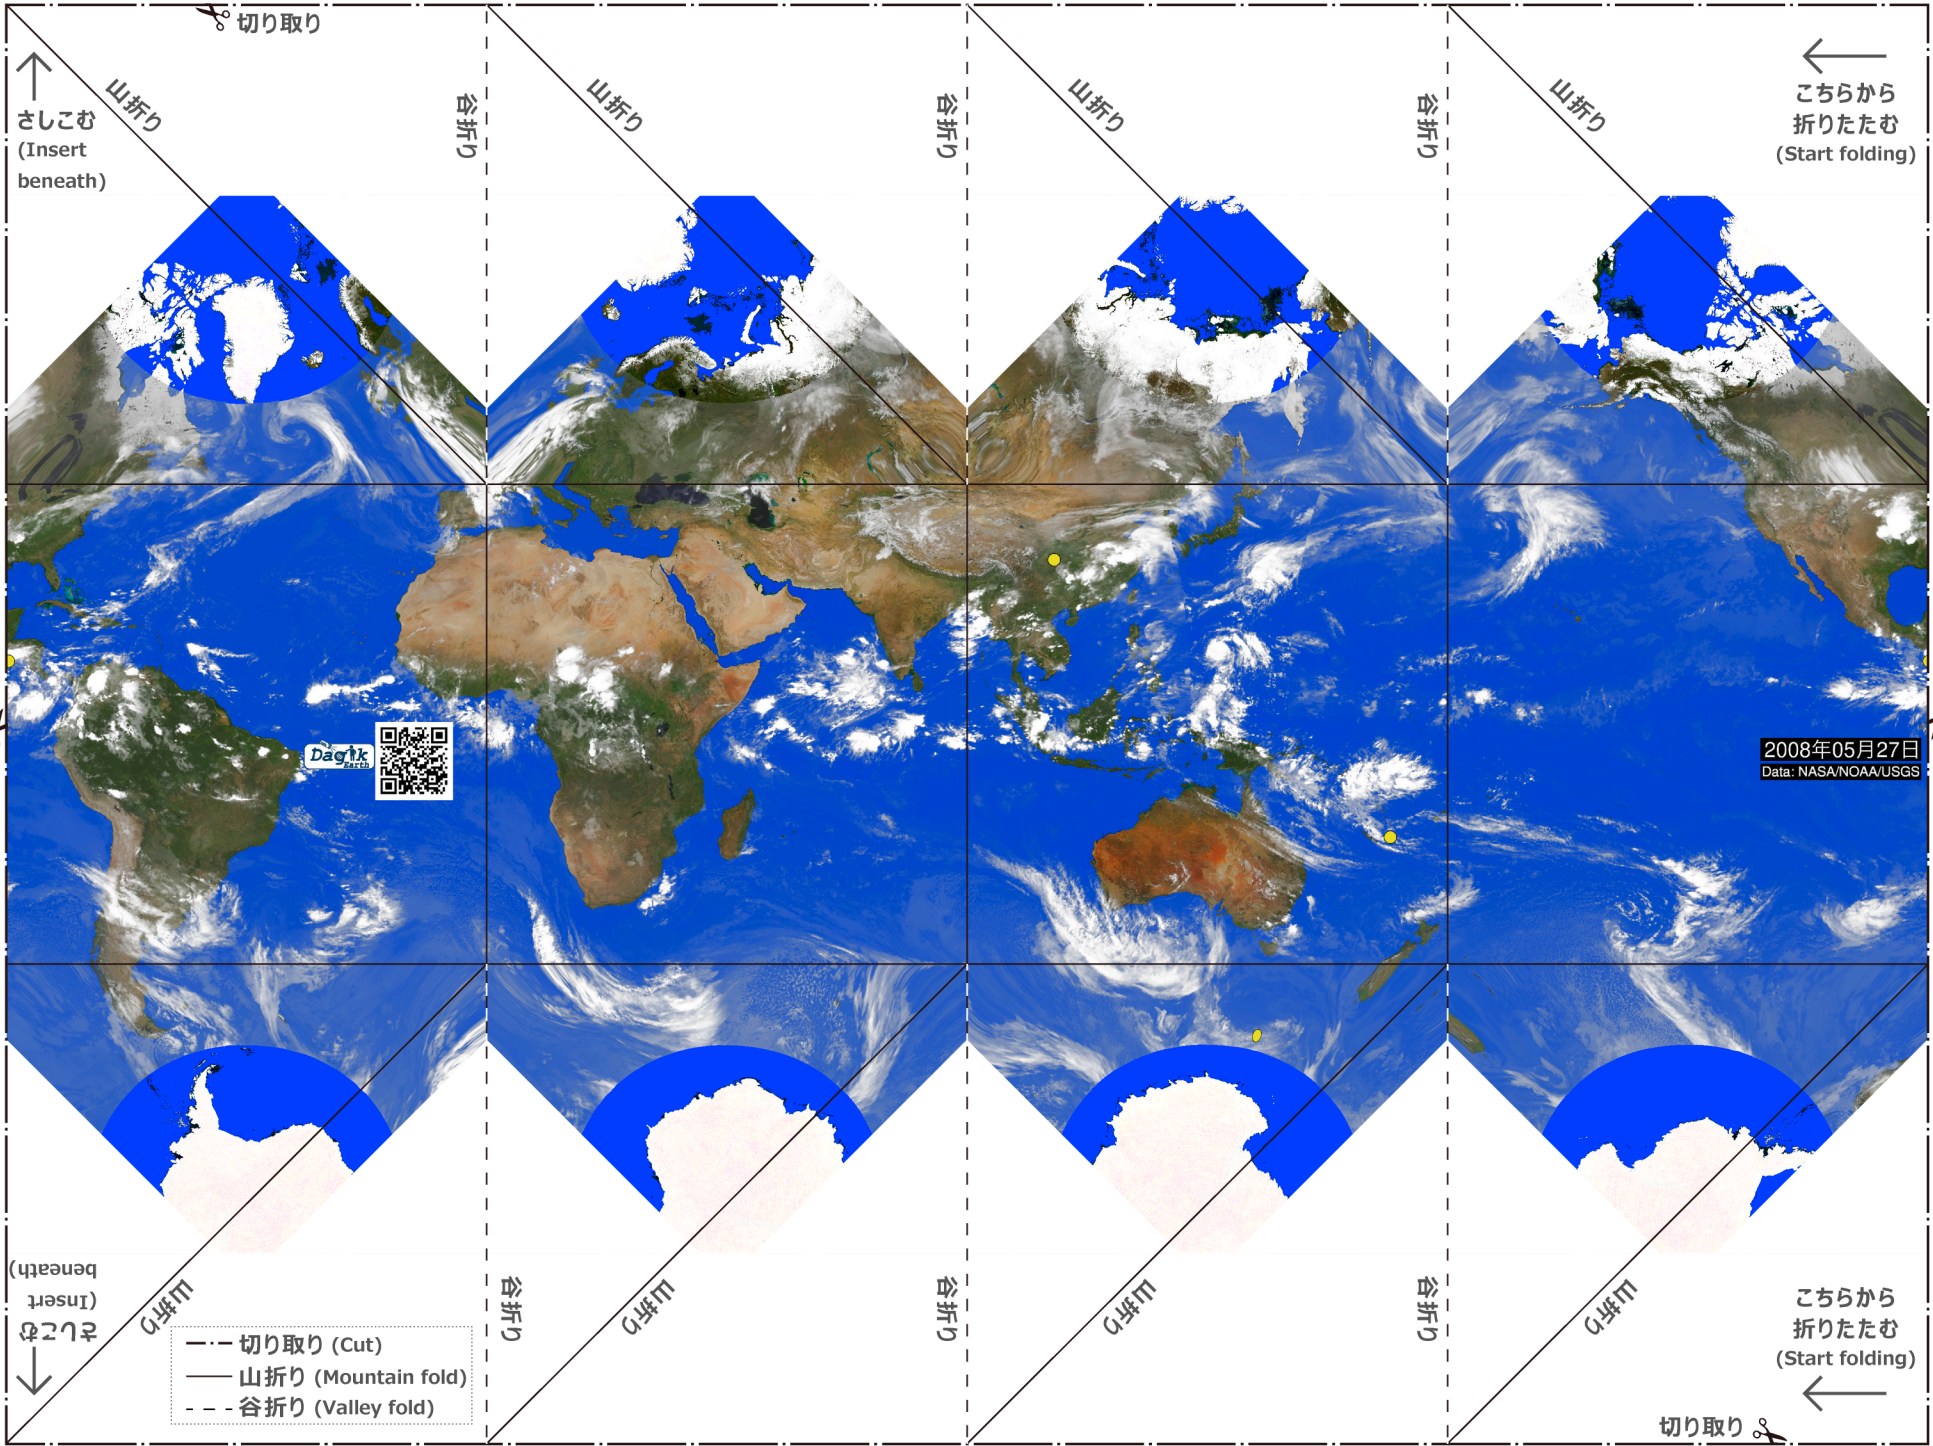 切り取り
山折り
谷折り
山折り
谷折り
山折り
谷折り
山折り
さしこむ
(Insert
beneath)
こちらから
折りたたむ
(Start folding)
Dagik
Earth
2008年05月27日
Data: NASA/NOAA/USGS
さしこむ
(Insert
beneath)
山折り
谷折り
山折り
谷折り
山折り
谷折り
山折り
こちらから
折りたたむ
(Start folding)
切り取り (Cut)
山折り (Mountain fold)
谷折り (Valley fold)
切り取り